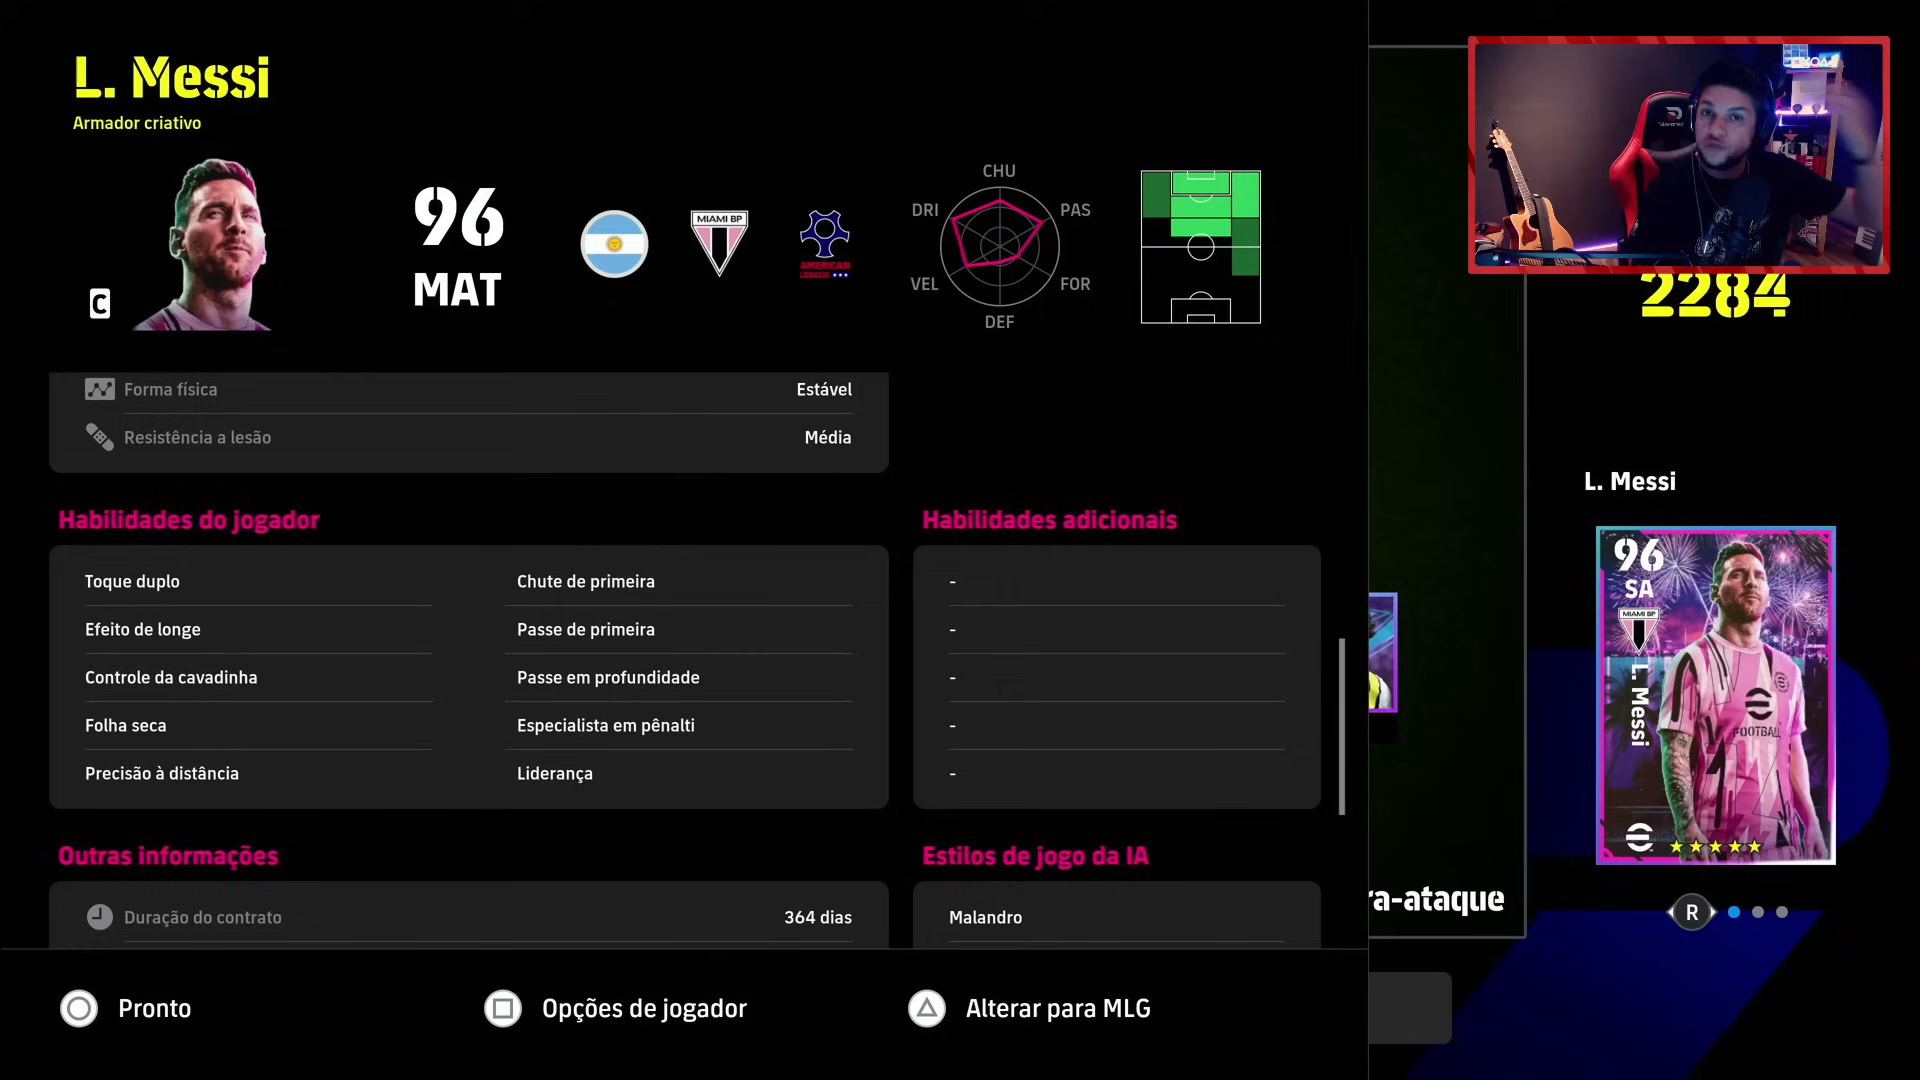 L. Messi
Armador criativo
C
96
MAT
MIAMI BP
AMERICAN
LEAGUE
CHU
DRI
PAS
VEL
FOR
DEF
Forma física
Estável
Resistência a lesão
Média
Habilidades do jogador
Toque duplo
Chute de primeira
Efeito de longe
Passe de primeira
Controle da cavadinha
Passe em profundidade
Folha seca
Especialista em pênalti
Precisão à distância
Liderança
Habilidades adicionais
-
-
-
-
-
Outras informações
Duração do contrato
364 dias
Estilos de jogo da IA
Malandro
Pronto
Opções de jogador
Alterar para MLG
ra-ataque
2284
L. Messi
96
SA
MIAMI BP
L. Messi
FOOTBALL
R